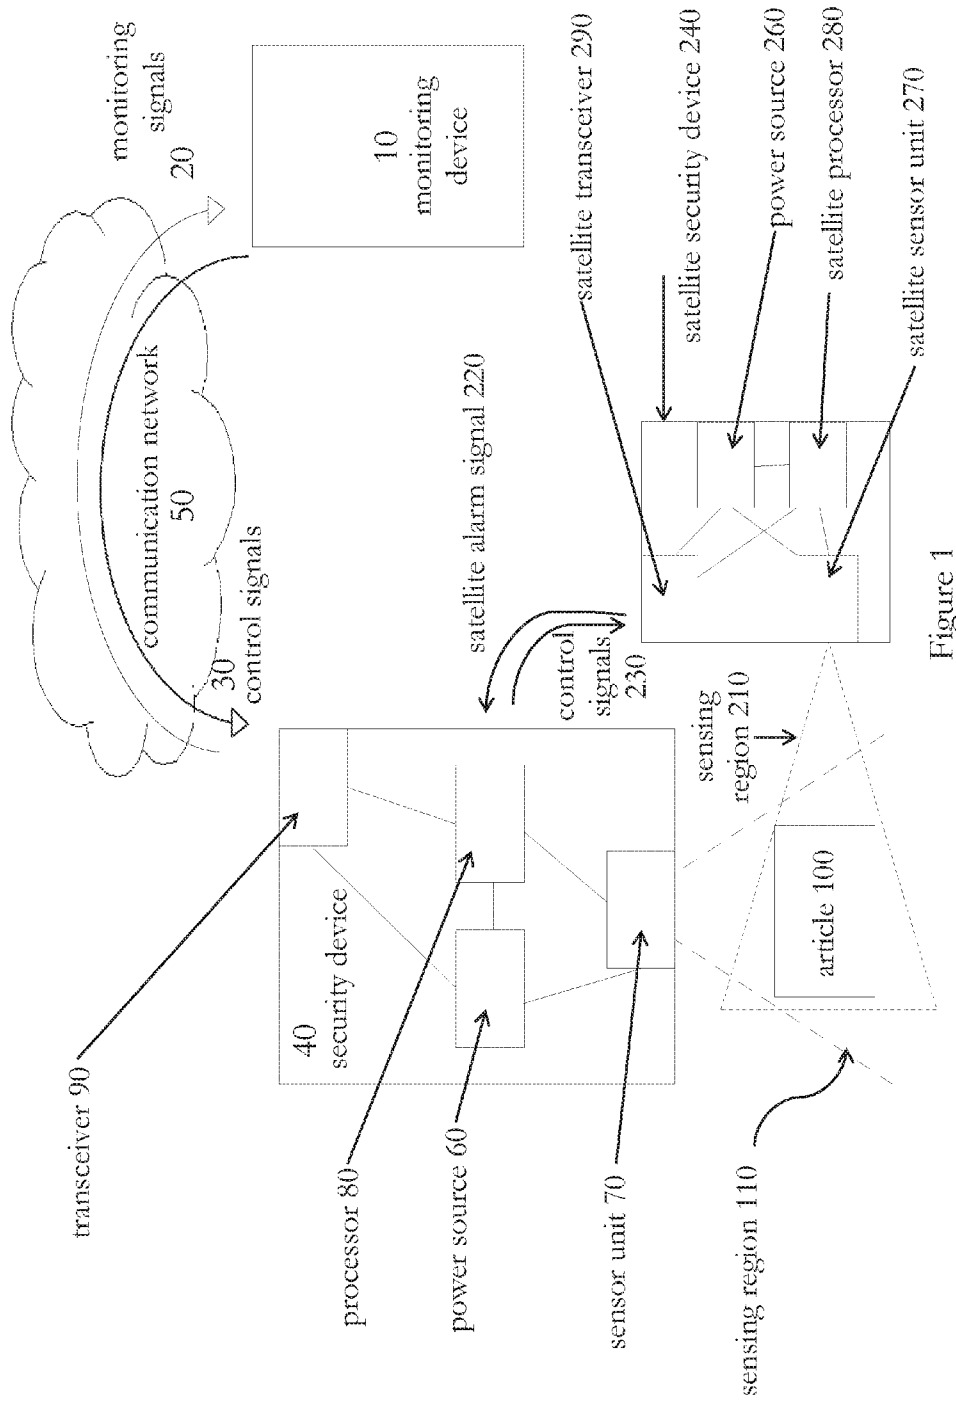 monitoring
signals
20
10
monitoring
device
communication network
50
30
control signals
satellite alarm signal 220
control
signals
230
satellite transceiver 290
satellite security device 240
power source 260
satellite processor 280
satellite sensor unit 270
transceiver 90
40
security device
processor 80
power source 60
sensor unit 70
sensing region 110
sensing
region 210
article 100
Figure 1